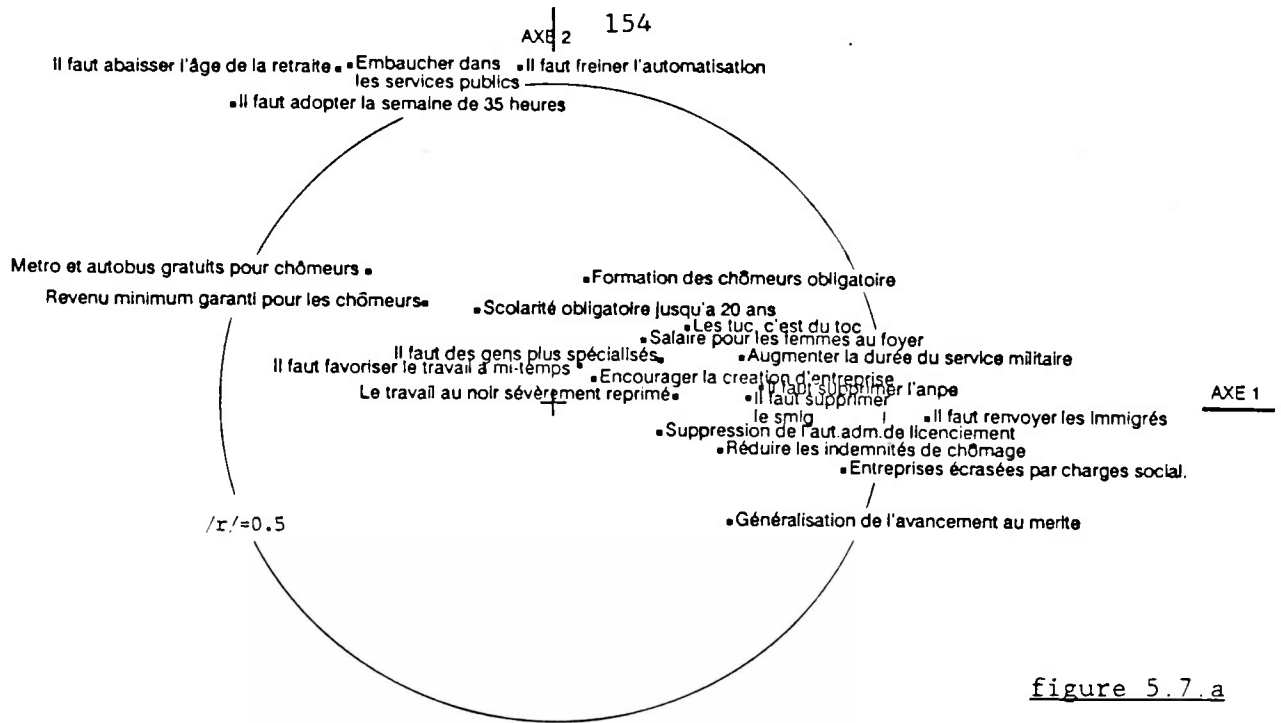 154
AXE 2
Il faut abaisser l'âge de la retraite
Embaucher dans
les services publics
Il faut freiner l'automatisation
Il faut adopter la semaine de 35 heures
Metro et autobus gratuits pour chômeurs
Formation des chômeurs obligatoire
Revenu minimum garanti pour les chômeurs
Scolarité obligatoire jusqu'a 20 ans
Les tuc, c'est du toc
Salaire pour les femmes au foyer
Il faut des gens plus spécialisés
Augmenter la durée du service militaire
Il faut favoriser le travail à mi-temps
Encourager la creation d'entreprise
Il faut supprimer l'anpe
Le travail au noir sévèrement reprimé
Il faut supprimer
le smig
AXE 1
Il faut renvoyer les Immigrés
Suppression de l'aut.adm.de licenciement
Réduire les indemnités de chômage
Entreprises écrasées par charges social.
/r/=0.5
Généralisation de l'avancement au merite
figure 5.7.a